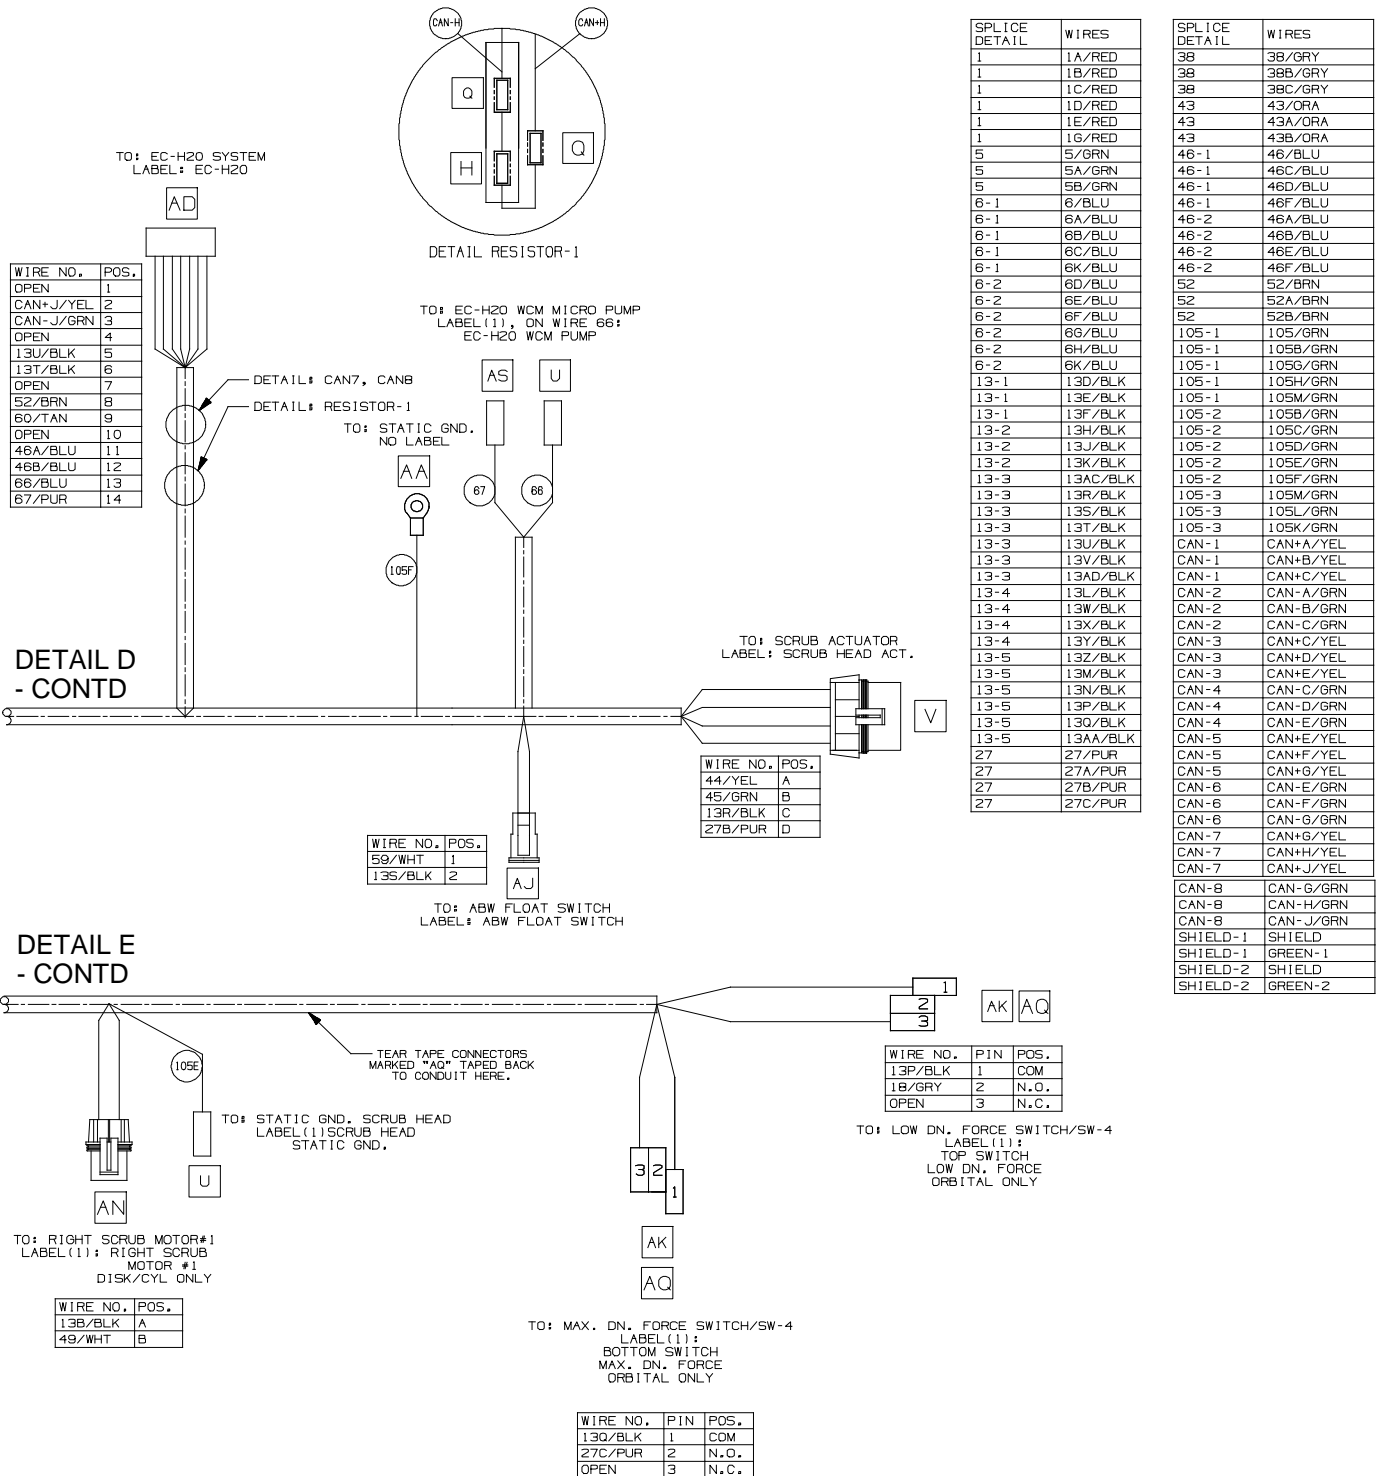 CAN-H
CAN+H
Q
Q
H
DETAIL RESISTOR-1
TO: EC-H2O SYSTEM
LABEL: EC-H2O
AD
WIRE NO. POS.
OPEN 1
CAN+J/YEL 2
CAN-J/GRN 3
OPEN 4
13U/BLK 5
13T/BLK 6
OPEN 7
52/BRN 8
60/TAN 9
OPEN 10
46A/BLU 11
46B/BLU 12
66/BLU 13
67/PUR 14
DETAIL: CAN7, CAN8
DETAIL: RESISTOR-1
TO: EC-H2O WCM MICRO PUMP
LABEL(1), ON WIRE 66:
EC-H2O WCM PUMP
AS
U
67
66
TO: STATIC GND.
NO LABEL
AA
105F
DETAIL D
- CONTD
TO: SCRUB ACTUATOR
LABEL: SCRUB HEAD ACT.
V
WIRE NO. POS.
44/YEL A
45/GRN B
13R/BLK C
27B/PUR D
WIRE NO. POS.
59/WHT 1
13S/BLK 2
AJ
TO: ABW FLOAT SWITCH
LABEL: ABW FLOAT SWITCH
SPLICE DETAIL WIRES
1 1A/RED
1 1B/RED
1 1C/RED
1 1D/RED
1 1E/RED
1 1G/RED
5 5/GRN
5 5A/GRN
5 5B/GRN
6-1 6/BLU
6-1 6A/BLU
6-1 6B/BLU
6-1 6C/BLU
6-1 6K/BLU
6-2 6D/BLU
6-2 6E/BLU
6-2 6F/BLU
6-2 6G/BLU
6-2 6H/BLU
6-2 6K/BLU
13-1 13D/BLK
13-1 13E/BLK
13-1 13F/BLK
13-2 13H/BLK
13-2 13J/BLK
13-2 13K/BLK
13-3 13AC/BLK
13-3 13R/BLK
13-3 13S/BLK
13-3 13T/BLK
13-3 13U/BLK
13-3 13V/BLK
13-3 13AD/BLK
13-4 13L/BLK
13-4 13W/BLK
13-4 13X/BLK
13-4 13Y/BLK
13-5 13Z/BLK
13-5 13M/BLK
13-5 13N/BLK
13-5 13P/BLK
13-5 13Q/BLK
13-5 13AA/BLK
27 27/PUR
27 27A/PUR
27 27B/PUR
27 27C/PUR
SPLICE DETAIL WIRES
38 38/GRY
38 38B/GRY
38 38C/GRY
43 43/ORA
43 43A/ORA
43 43B/ORA
46-1 46/BLU
46-1 46C/BLU
46-1 46D/BLU
46-1 46F/BLU
46-2 46A/BLU
46-2 46B/BLU
46-2 46E/BLU
46-2 46F/BLU
52 52/BRN
52 52A/BRN
52 52B/BRN
105-1 105/GRN
105-1 105B/GRN
105-1 105G/GRN
105-1 105H/GRN
105-1 105M/GRN
105-2 105B/GRN
105-2 105C/GRN
105-2 105D/GRN
105-2 105E/GRN
105-2 105F/GRN
105-3 105M/GRN
105-3 105L/GRN
105-3 105K/GRN
CAN-1 CAN+A/YEL
CAN-1 CAN+B/YEL
CAN-1 CAN+C/YEL
CAN-2 CAN-A/GRN
CAN-2 CAN-B/GRN
CAN-2 CAN-C/GRN
CAN-3 CAN+C/YEL
CAN-3 CAN+D/YEL
CAN-3 CAN+E/YEL
CAN-4 CAN-C/GRN
CAN-4 CAN-D/GRN
CAN-4 CAN-E/GRN
CAN-5 CAN+E/YEL
CAN-5 CAN+F/YEL
CAN-5 CAN+G/YEL
CAN-6 CAN-E/GRN
CAN-6 CAN-F/GRN
CAN-6 CAN-G/GRN
CAN-7 CAN+G/YEL
CAN-7 CAN+H/YEL
CAN-7 CAN+J/YEL
CAN-8 CAN-G/GRN
CAN-8 CAN-H/GRN
CAN-8 CAN-J/GRN
SHIELD-1 SHIELD
SHIELD-1 GREEN-1
SHIELD-2 SHIELD
SHIELD-2 GREEN-2
DETAIL E
- CONTD
TEAR TAPE CONNECTORS
MARKED "AQ" TAPED BACK
TO CONDUIT HERE.
105E
TO: STATIC GND. SCRUB HEAD
LABEL(1)SCRUB HEAD
STATIC GND.
U
AN
TO: RIGHT SCRUB MOTOR#1
LABEL(1): RIGHT SCRUB
MOTOR #1
DISK/CYL ONLY
WIRE NO. POS.
13B/BLK A
49/WHT B
1
2
3
AK AQ
WIRE NO. PIN POS.
13P/BLK 1 COM
18/GRY 2 N.O.
OPEN 3 N.C.
TO: LOW DN. FORCE SWITCH/SW-4
LABEL(1):
TOP SWITCH
LOW DN. FORCE
ORBITAL ONLY
3 2
1
AK
AQ
TO: MAX. DN. FORCE SWITCH/SW-4
LABEL(1):
BOTTOM SWITCH
MAX. DN. FORCE
ORBITAL ONLY
WIRE NO. PIN POS.
13Q/BLK 1 COM
27C/PUR 2 N.O.
OPEN 3 N.C.